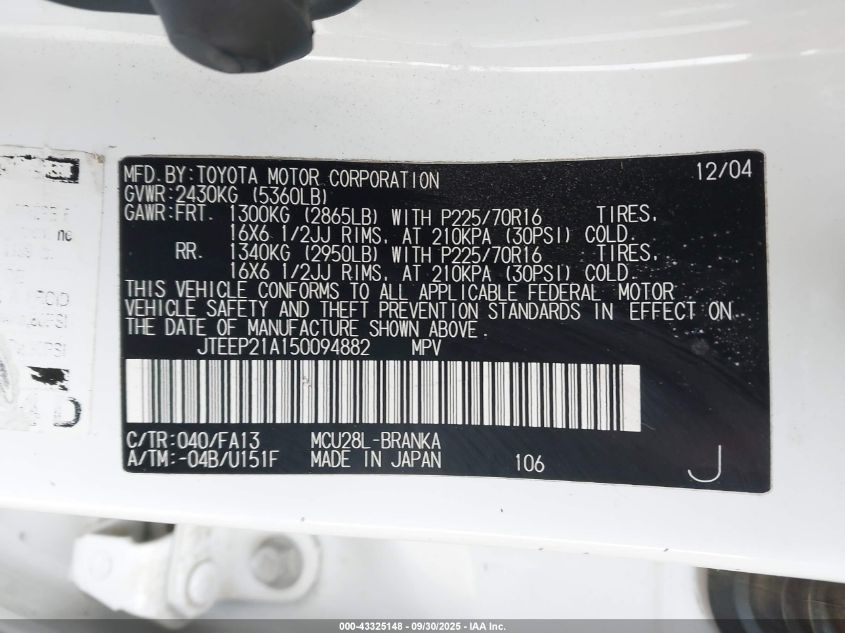 MFD.BY:TOYOTA MOTOR CORPORATION 12/04
GVWR:2430KG (5360LB)
GAWR:FRT. 1300KG (2865LB) WITH P225/70R16 TIRES,
16X6 1/2JJ RIMS, AT 210KPA (30PSI) COLD.
RR. 1340KG (2950LB) WITH P225/70R16 TIRES,
16X6 1/2JJ RIMS, AT 210KPA (30PSI) COLD.
THIS VEHICLE CONFORMS TO ALL APPLICABLE FEDERAL MOTOR
VEHICLE SAFETY AND THEFT PREVENTION STANDARDS IN EFFECT ON
THE DATE OF MANUFACTURE SHOWN ABOVE.
JTEEP21A150094882 MPV
C/TR:040/FA13 MCU28L-BRANKA
A/TM:-04B/U151F MADE IN JAPAN 106 J
000-43325148 - 09/30/2025 - IAA Inc.